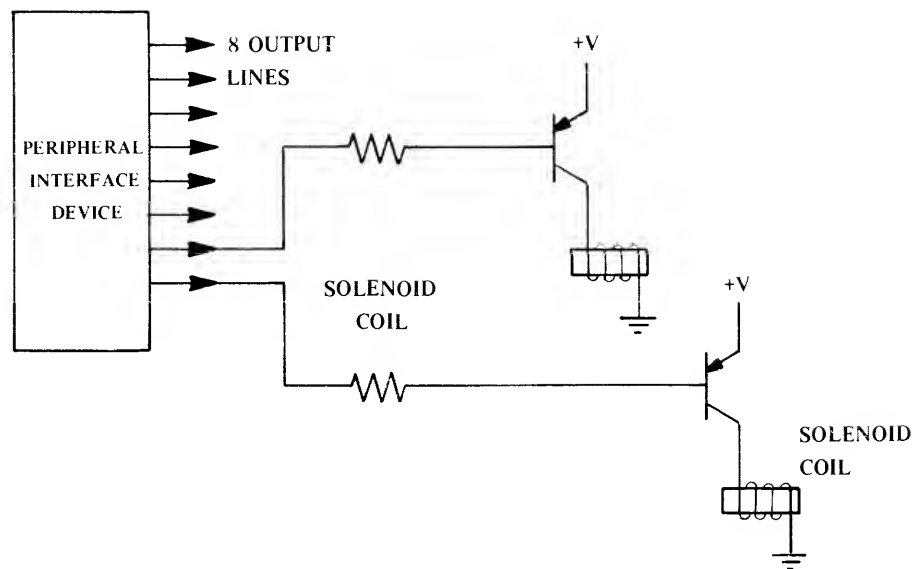 8 OUTPUT
LINES
+V
PERIPHERAL
INTERFACE
DEVICE
SOLENOID
COIL
+V
SOLENOID
COIL